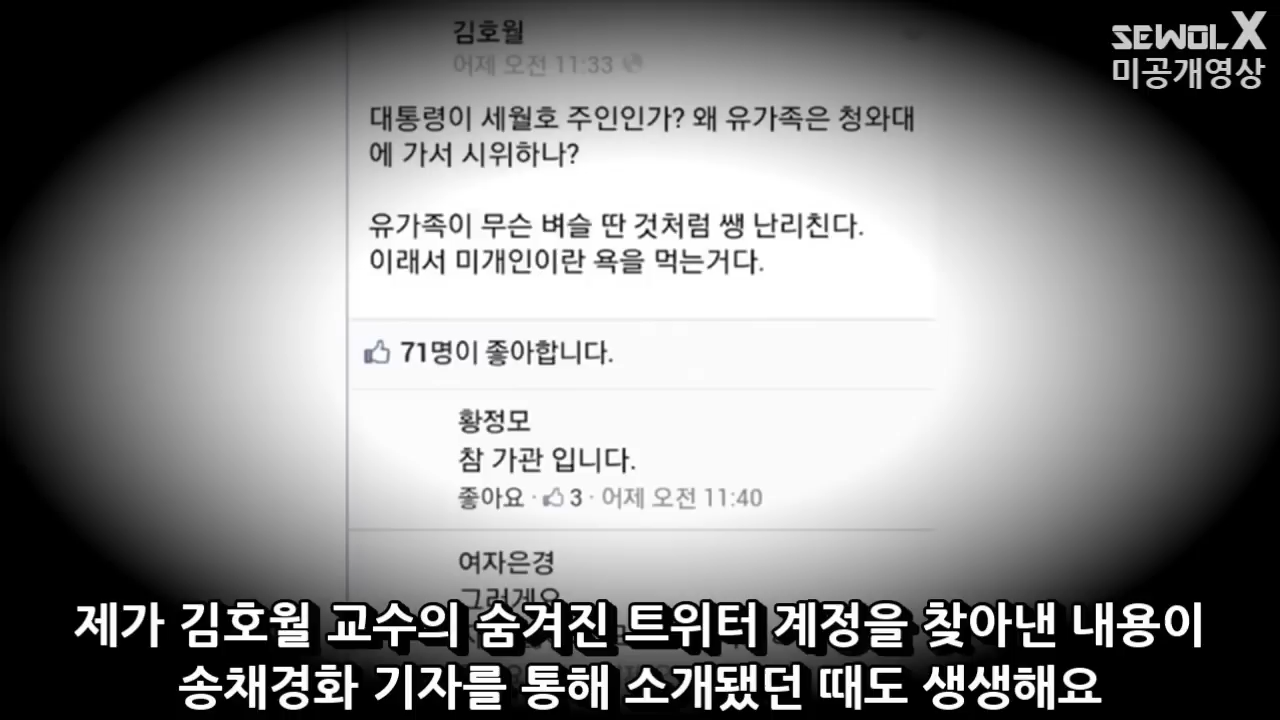 김호월
어제 오전 11:33
SEWOL X
미공개영상
대통령이 세월호 주인인가? 왜 유가족은 청와대
에 가서 시위하나?
유가족이 무슨 벼슬 딴 것처럼 쌩 난리친다.
이래서 미개인이란 욕을 먹는거다.
71명이 좋아합니다.
황정모
참 가관 입니다.
좋아요 · 3 · 어제 오전 11:40
여자은경
그러게요
제가 김호월 교수의 숨겨진 트위터 계정을 찾아낸 내용이
송채경화 기자를 통해 소개됐던 때도 생생해요